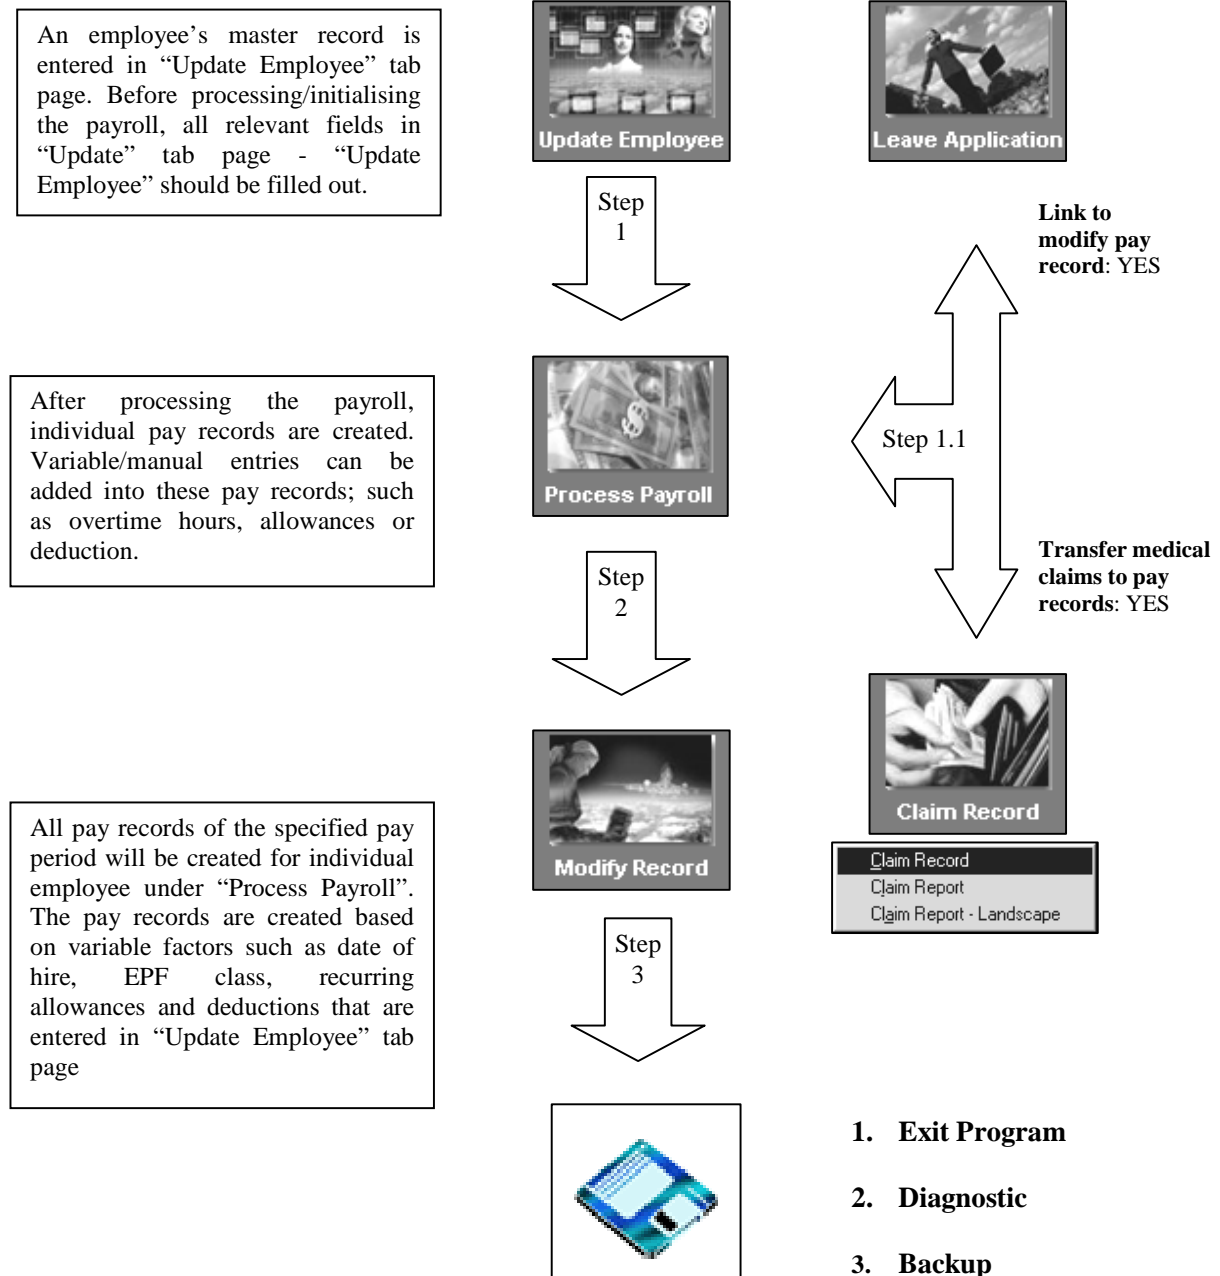 An employee’s master record is
entered in “Update Employee” tab
page. Before processing/initialising
the payroll, all relevant fields in
“Update” tab page - “Update
Employee” should be filled out.
Update Employee
Leave Application
Step
1
Link to
modify pay
record: YES
After processing the payroll,
individual pay records are created.
Variable/manual entries can be
added into these pay records; such
as overtime hours, allowances or
deduction.
Process Payroll
Step 1.1
Step
2
Transfer medical
claims to pay
records: YES
All pay records of the specified pay
period will be created for individual
employee under “Process Payroll”.
The pay records are created based
on variable factors such as date of
hire, EPF class, recurring
allowances and deductions that are
entered in “Update Employee” tab
page
Modify Record
Claim Record
Claim Record
Claim Report
Claim Report - Landscape
Step
3
1. Exit Program
2. Diagnostic
3. Backup